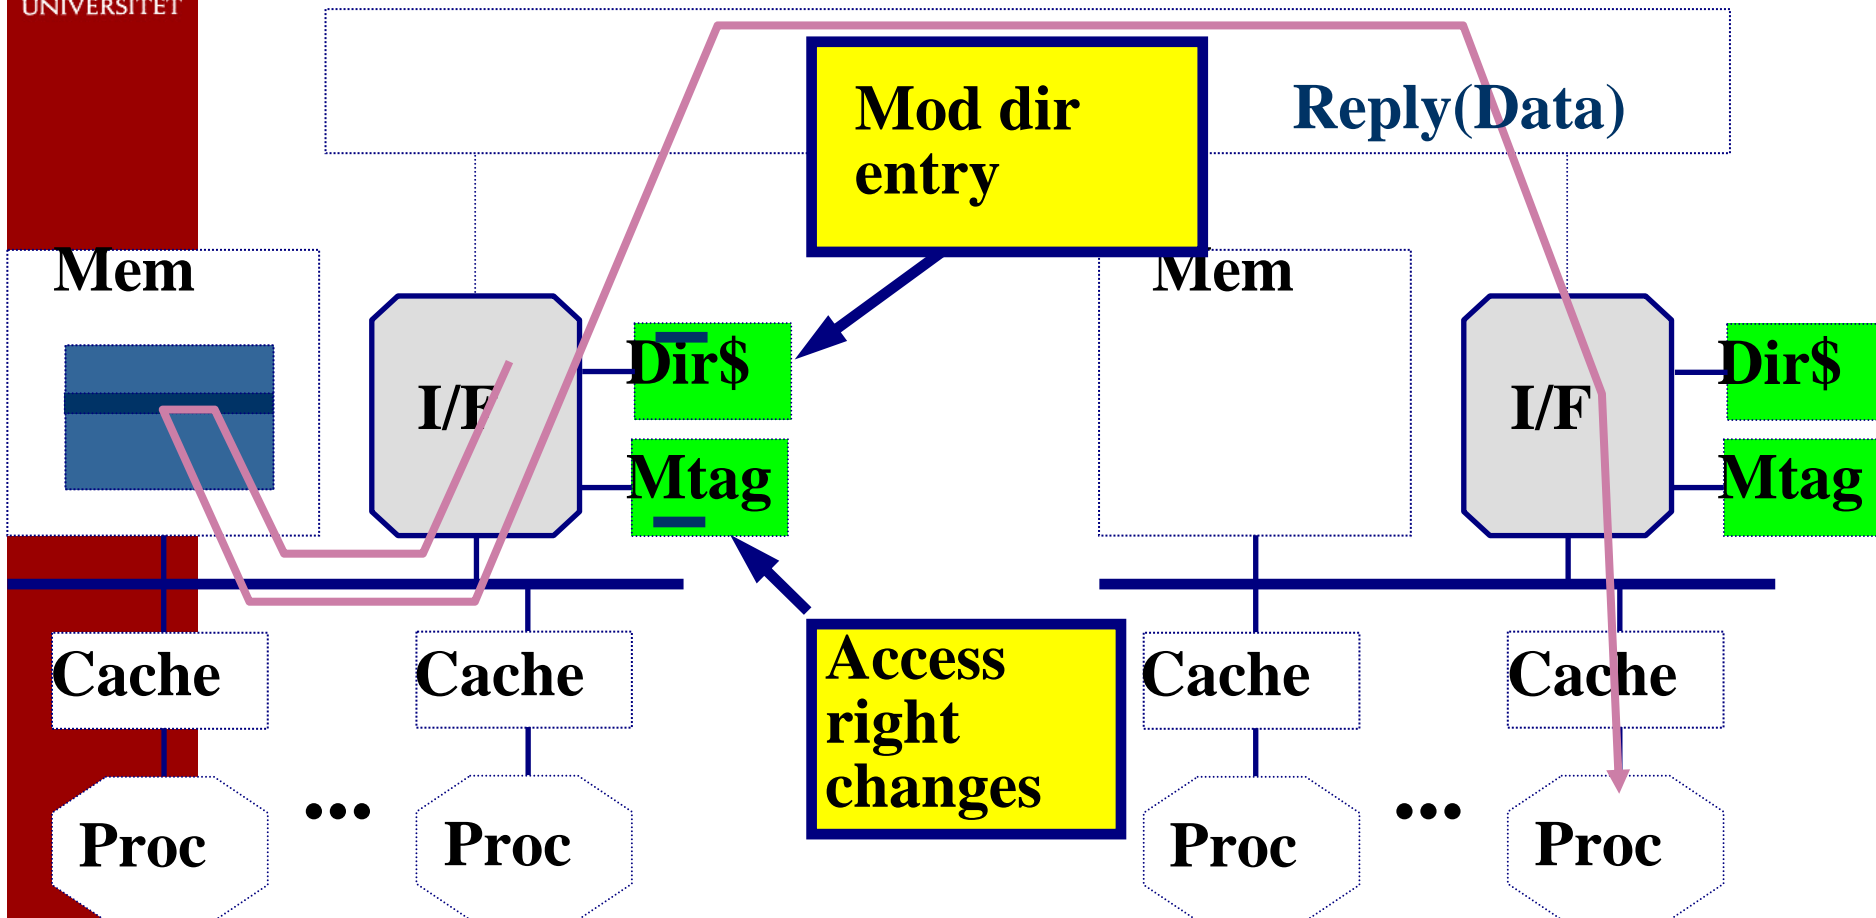 UNIVERSITET
Mod dir
entry
Reply(Data)
Mem
Mem
I/F
Dir$
Mtag
I/F
Dir$
Mtag
Cache
Cache
Access
right
changes
Cache
Cache
Proc
•••
Proc
Proc
•••
Proc